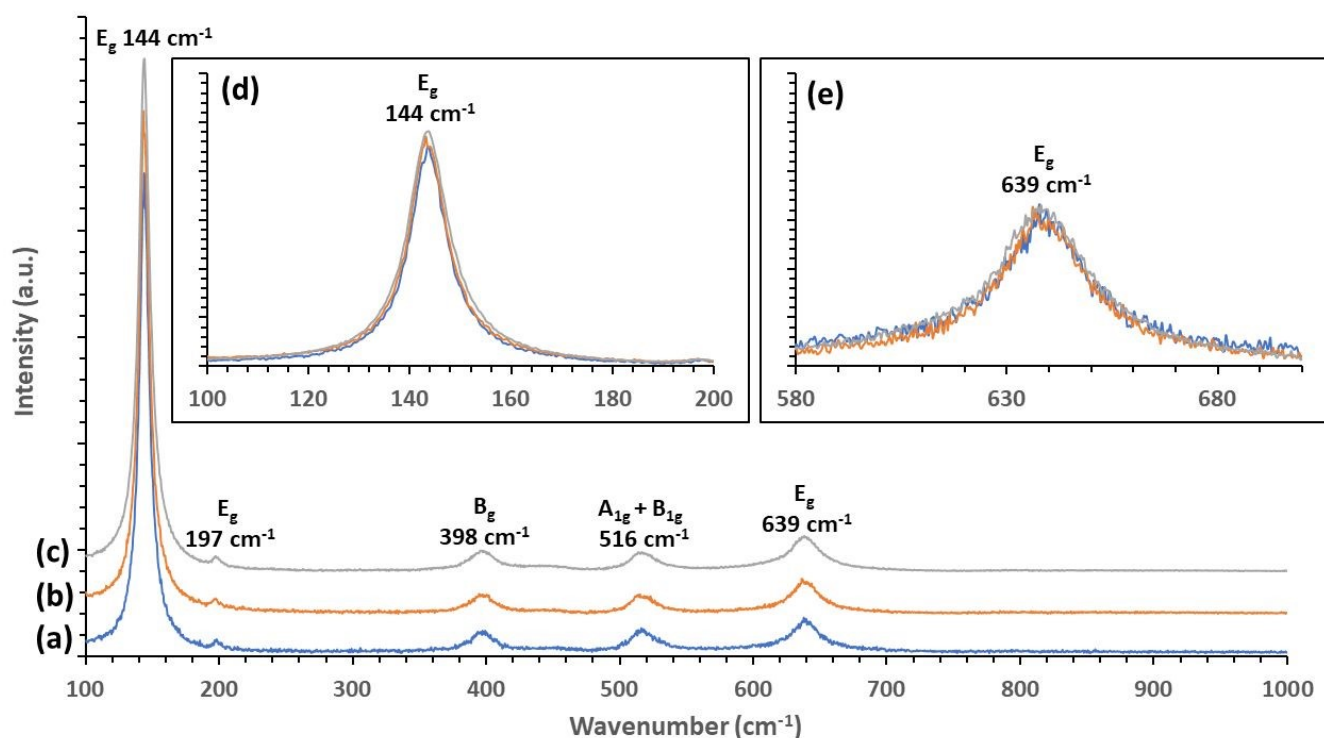 E_g 144 cm⁻¹
(d)
E_g
144 cm⁻¹
100 120 140 160 180 200
(e)
E_g
639 cm⁻¹
580 630 680
Intensity (a.u.)
E_g
197 cm⁻¹
B_g
398 cm⁻¹
A_1g + B_1g
516 cm⁻¹
E_g
639 cm⁻¹
(c)
(b)
(a)
100 200 300 400 500 600 700 800 900 1000
Wavenumber (cm⁻¹)